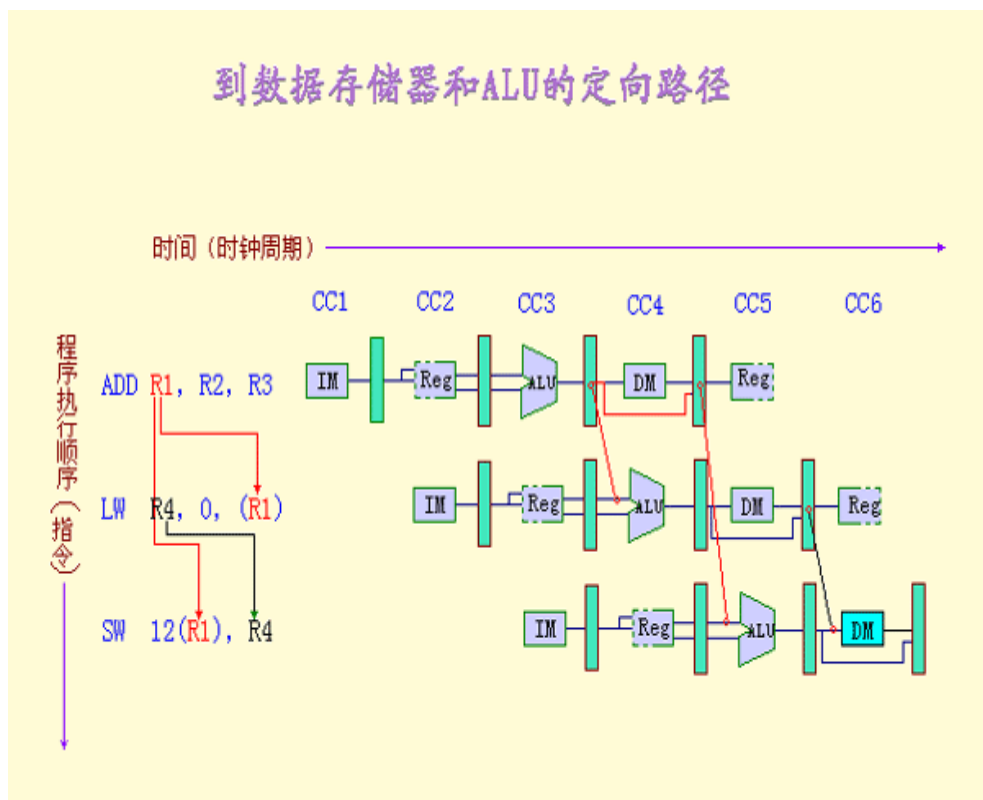 到数据存储器和ALU的定向路径
时间（时钟周期）
CC1 CC2 CC3 CC4 CC5 CC6
程序执行顺序（指令）
ADD R1, R2, R3
IM Reg ALU DM Reg
LW R4, 0, (R1)
IM Reg ALU DM Reg
SW 12(R1), R4
IM Reg ALU DM